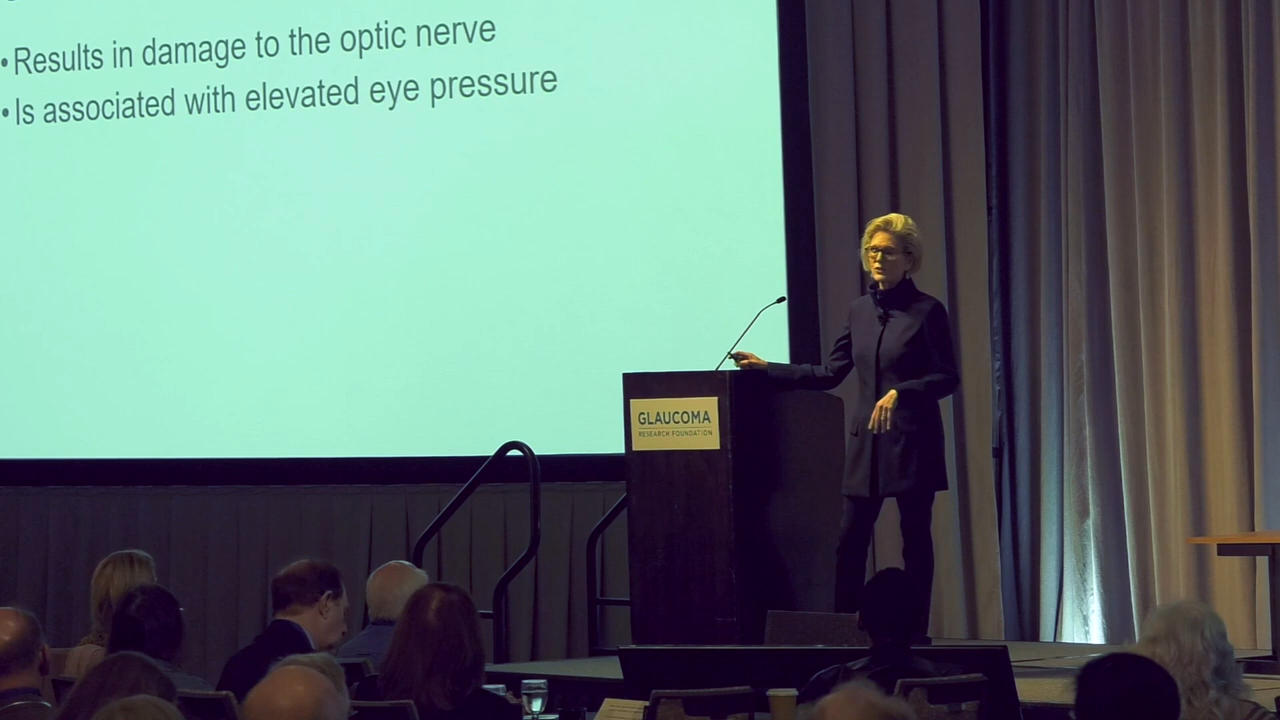 •Results in damage to the optic nerve
•Is associated with elevated eye pressure
GLAUCOMA
RESEARCH FOUNDATION